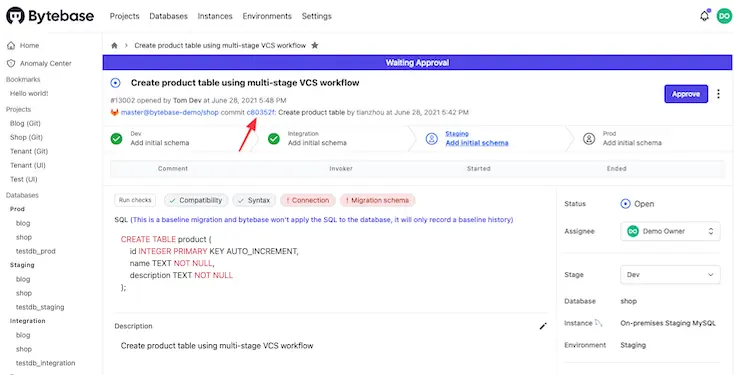 Bytebase
Projects Databases Instances Environments Settings
DO
Home
Anomaly Center
Bookmarks
Hello world!
Projects
Blog (Git)
Shop (Git)
Tenant (Git)
Tenant (UI)
Test (UI)
Databases
Prod
blog
shop
testdb_prod
Staging
blog
shop
testdb_staging
Integration
blog
shop
testdb_integration
Create product table using multi-stage VCS workflow
Waiting Approval
Create product table using multi-stage VCS workflow
#13002 opened by Tom Dev at June 28, 2021 5:48 PM
master@bytebase-demo/shop commit c80352f: Create product table by tianzhou at June 28, 2021 5:42 PM
Approve
Dev
Add initial schema
Integration
Add initial schema
Staging
Add initial schema
Prod
Add initial schema
Comment Invoker Started Ended
Run checks Compatibility Syntax ! Connection ! Migration schema
SQL (This is a baseline migration and bytebase won't apply the SQL to the database, it will only record a baseline history)
CREATE TABLE product (
id INTEGER PRIMARY KEY AUTO_INCREMENT,
name TEXT NOT NULL,
description TEXT NOT NULL
);
Description
Create product table using multi-stage VCS workflow
Status Open
Assignee DO Demo Owner
Stage Dev
Database shop
Instance On-premises Staging MySQL
Environment Staging